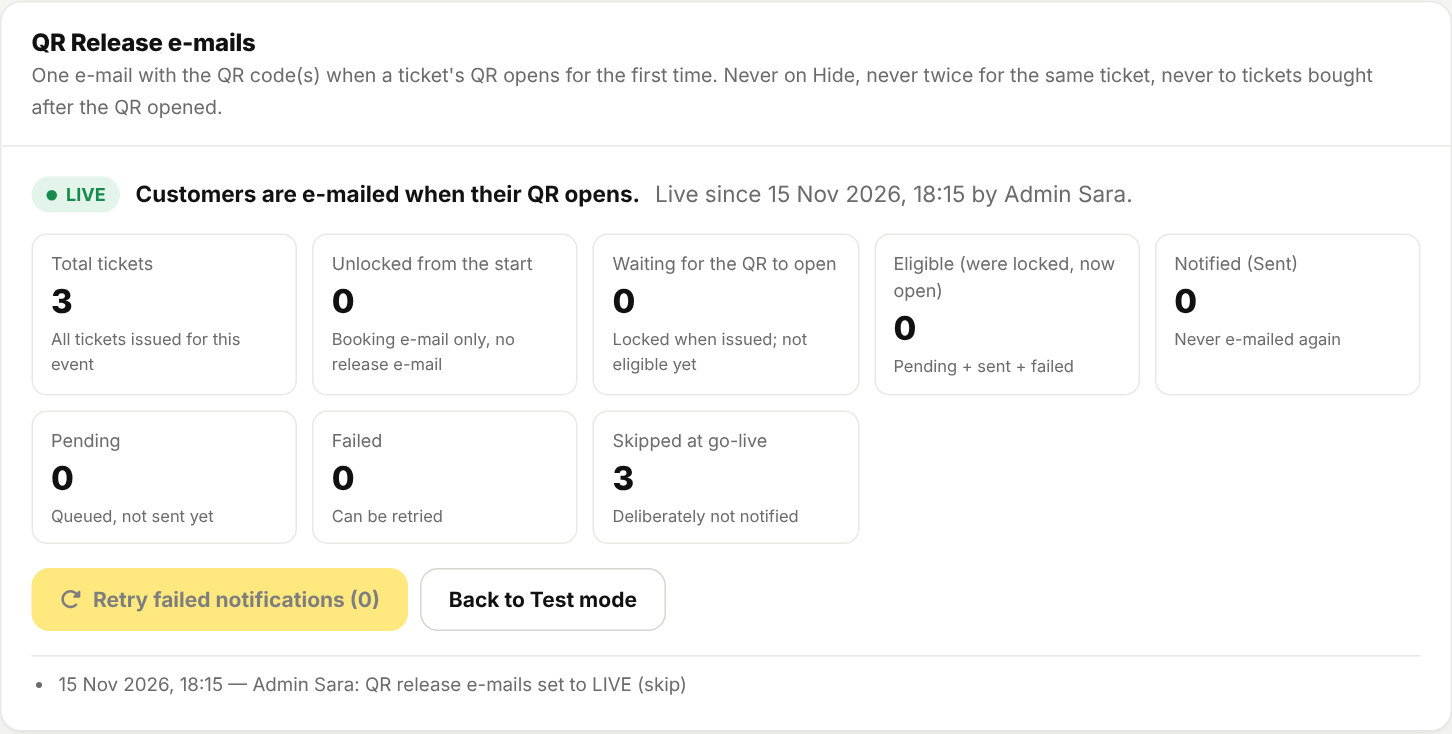 QR Release e-mails
One e-mail with the QR code(s) when a ticket's QR opens for the first time. Never on Hide, never twice for the same ticket, never to tickets bought
after the QR opened.
LIVE Customers are e-mailed when their QR opens. Live since 15 Nov 2026, 18:15 by Admin Sara.
Total tickets
3
All tickets issued for this
event
Unlocked from the start
0
Booking e-mail only, no
release e-mail
Waiting for the QR to open
0
Locked when issued; not
eligible yet
Eligible (were locked, now
open)
0
Pending + sent + failed
Notified (Sent)
0
Never e-mailed again
Pending
0
Queued, not sent yet
Failed
0
Can be retried
Skipped at go-live
3
Deliberately not notified
Retry failed notifications (0)
Back to Test mode
• 15 Nov 2026, 18:15 — Admin Sara: QR release e-mails set to LIVE (skip)